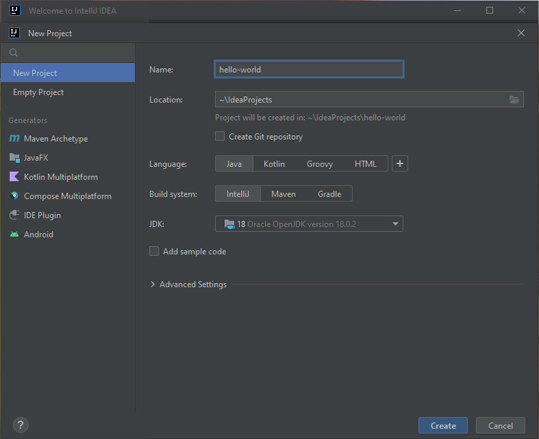 Welcome to IntelliJ IDEA
New Project
New Project
Empty Project
Generators
Maven Archetype
JavaFX
Kotlin Multiplatform
Compose Multiplatform
IDE Plugin
Android
Name: hello-world
Location: ~\IdeaProjects
Project will be created in: ~\IdeaProjects\hello-world
Create Git repository
Language: Java Kotlin Groovy HTML +
Build system: IntelliJ Maven Gradle
JDK: 18 Oracle OpenJDK version 18.0.2
Add sample code
Advanced Settings
? Create Cancel